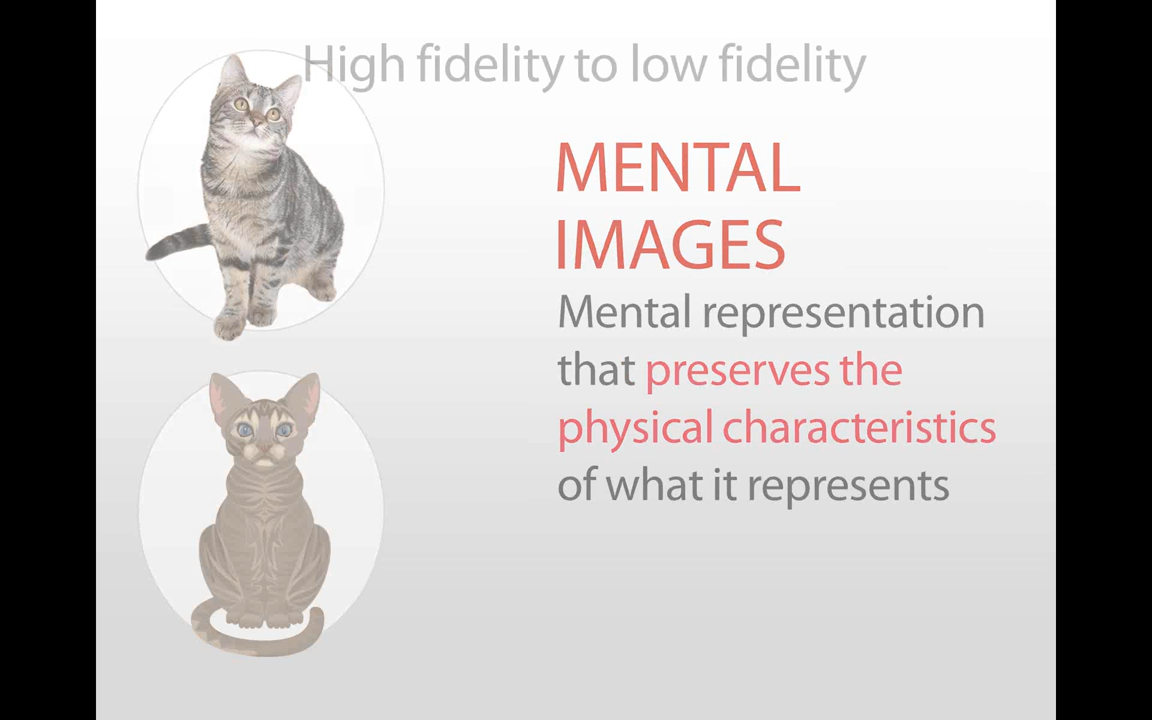 High fidelity to low fidelity
MENTAL
IMAGES
Mental representation
that preserves the
physical characteristics
of what it represents